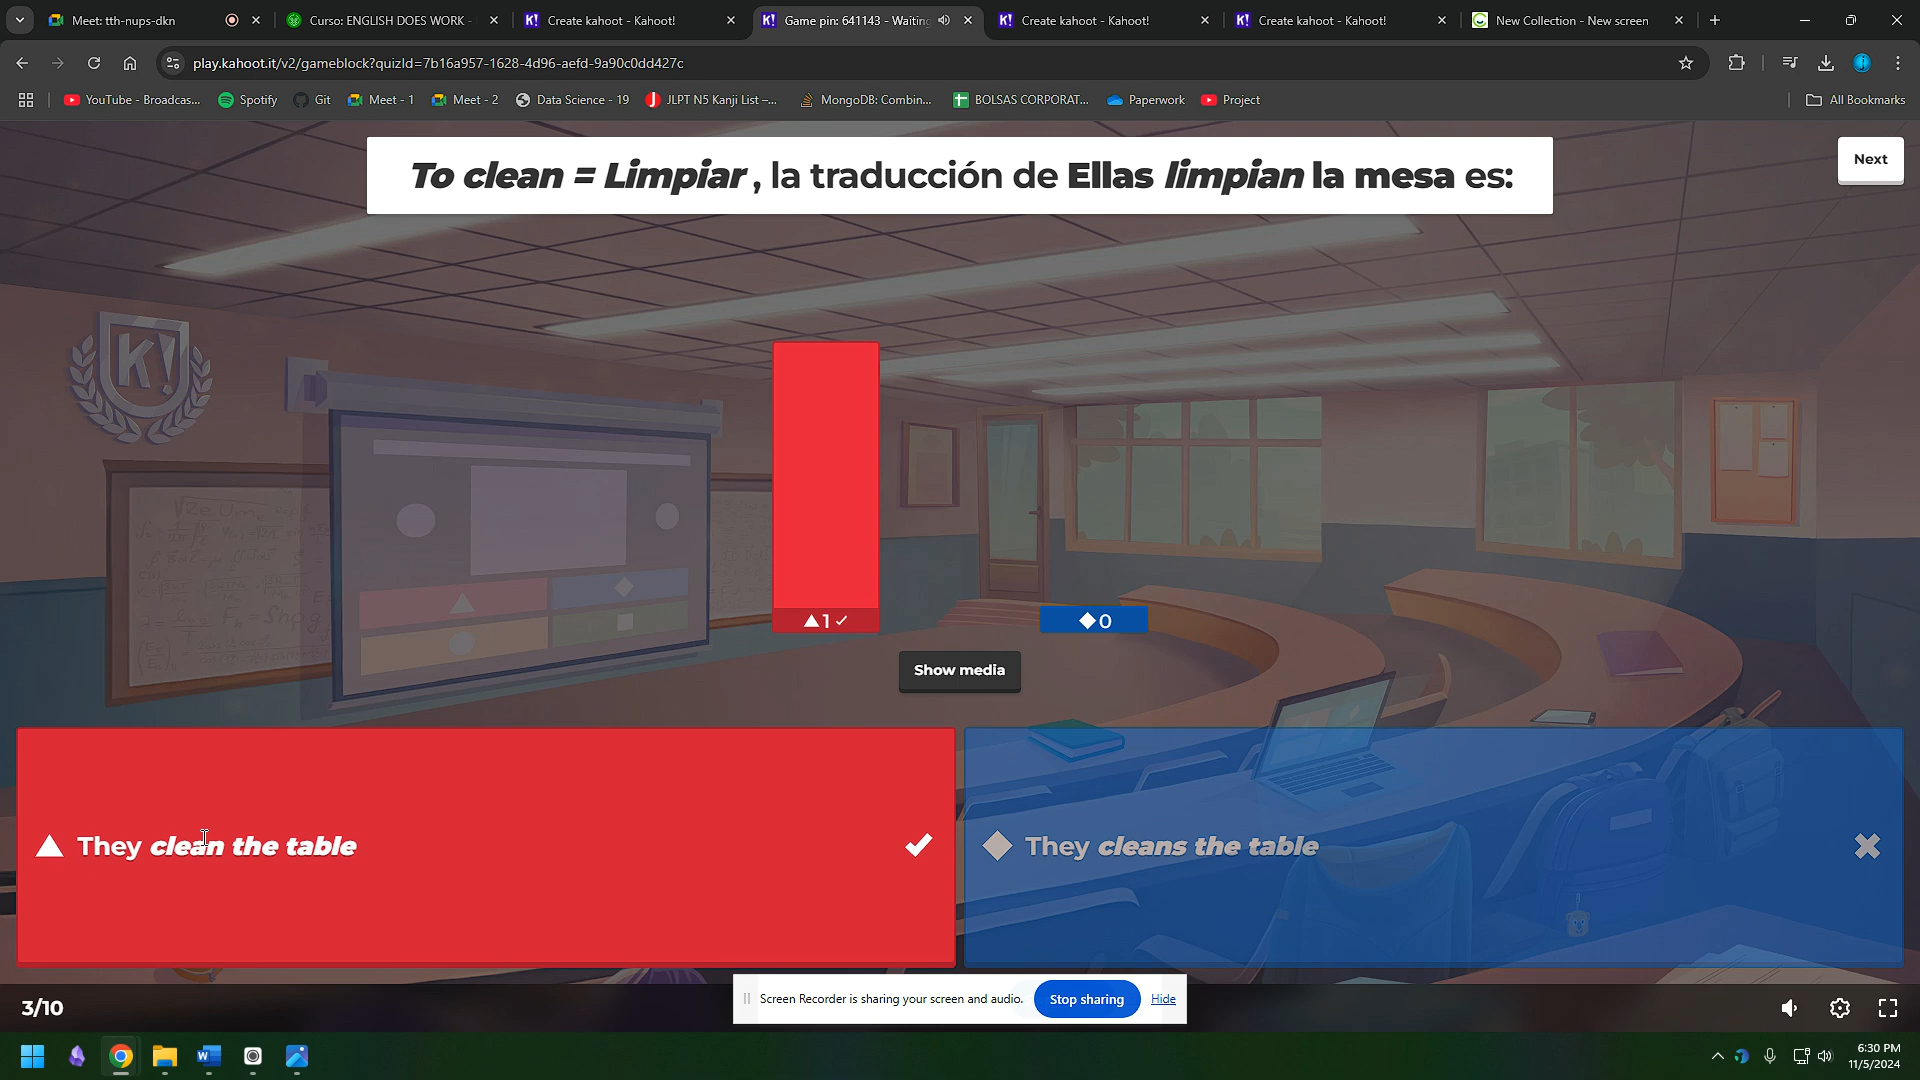 Meet: tth-nups-dkn
Curso: ENGLISH DOES WORK -
Create kahoot - Kahoot!
Game pin: 641143 - Waiting
Create kahoot - Kahoot!
Create kahoot - Kahoot!
New Collection - New screen
play.kahoot.it/v2/gameblock?quizId=7b16a957-1628-4d96-aefd-9a90c0dd427c
YouTube - Broadcas...
Spotify
Git
Meet - 1
Meet - 2
Data Science - 19
JLPT N5 Kanji List –...
MongoDB: Combin...
BOLSAS CORPORAT...
Paperwork
Project
All Bookmarks
To clean = Limpiar , la traducción de Ellas limpian la mesa es:
Next
K!
1
0
Show media
They clean the table
They cleans the table
3/10
Screen Recorder is sharing your screen and audio.
Stop sharing
Hide
6:30 PM
11/5/2024